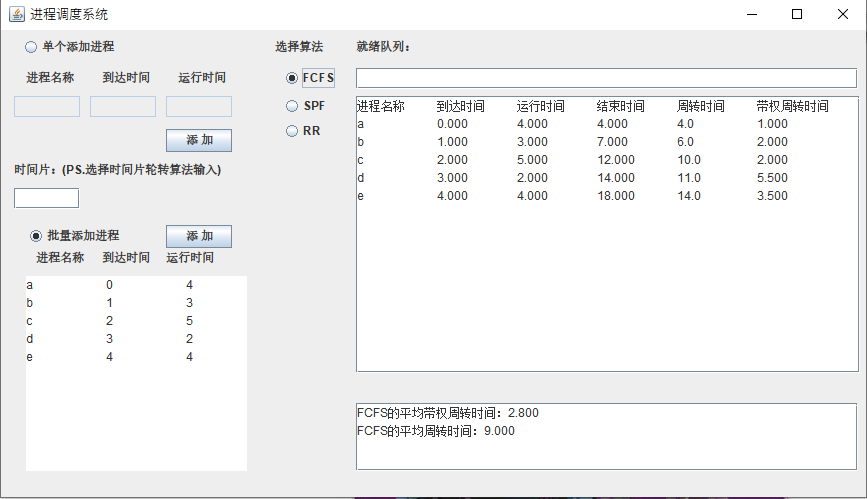 进程调度系统
单个添加进程 选择算法 就绪队列：
进程名称 到达时间 运行时间
FCFS
SPF
RR
添 加
时间片：(PS.选择时间片轮转算法输入)
批量添加进程 添 加
进程名称 到达时间 运行时间
a 0 4
b 1 3
c 2 5
d 3 2
e 4 4
进程名称 到达时间 运行时间 结束时间 周转时间 带权周转时间
a 0.000 4.000 4.000 4.0 1.000
b 1.000 3.000 7.000 6.0 2.000
c 2.000 5.000 12.000 10.0 2.000
d 3.000 2.000 14.000 11.0 5.500
e 4.000 4.000 18.000 14.0 3.500
FCFS的平均带权周转时间：2.800
FCFS的平均周转时间：9.000